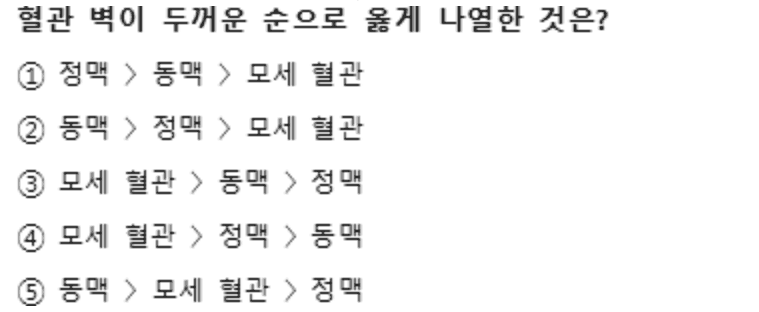 혈관 벽이 두꺼운 순으로 옳게 나열한 것은?
① 정맥 > 동맥 > 모세 혈관
② 동맥 > 정맥 > 모세 혈관
③ 모세 혈관 > 동맥 > 정맥
④ 모세 혈관 > 정맥 > 동맥
⑤ 동맥 > 모세 혈관 > 정맥